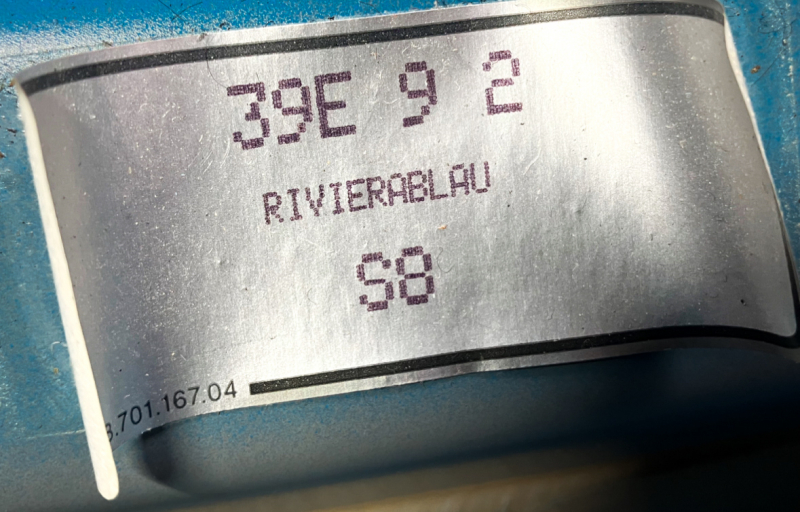 39E 9 2
RIVIERABLAU
S8
.701.167.04